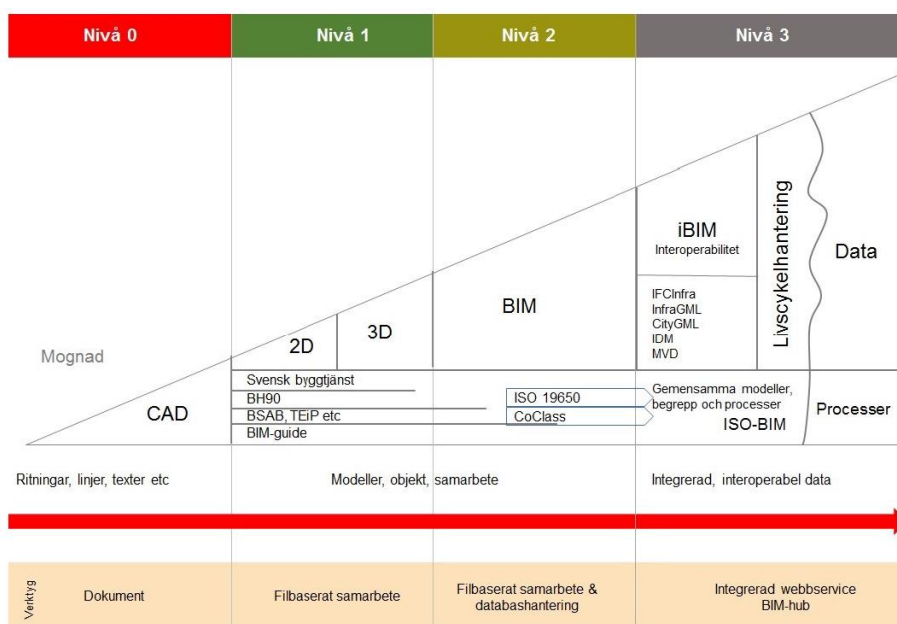 Nivå 0
Nivå 1
Nivå 2
Nivå 3
iBIM
Interoperabilitet
Livscykelhantering
Data
BIM
IFCInfra
InfraGML
CityGML
IDM
MVD
2D
3D
Mognad
CAD
Svensk byggtjänst
BH90
BSAB, TEiP etc
BIM-guide
ISO 19650
CoClass
Gemensamma modeller,
begrepp och processer
ISO-BIM
Processer
Ritningar, linjer, texter etc
Modeller, objekt, samarbete
Integrerad, interoperabel data
Verktyg
Dokument
Filbaserat samarbete
Filbaserat samarbete &
databashantering
Integrerad webbservice
BIM-hub